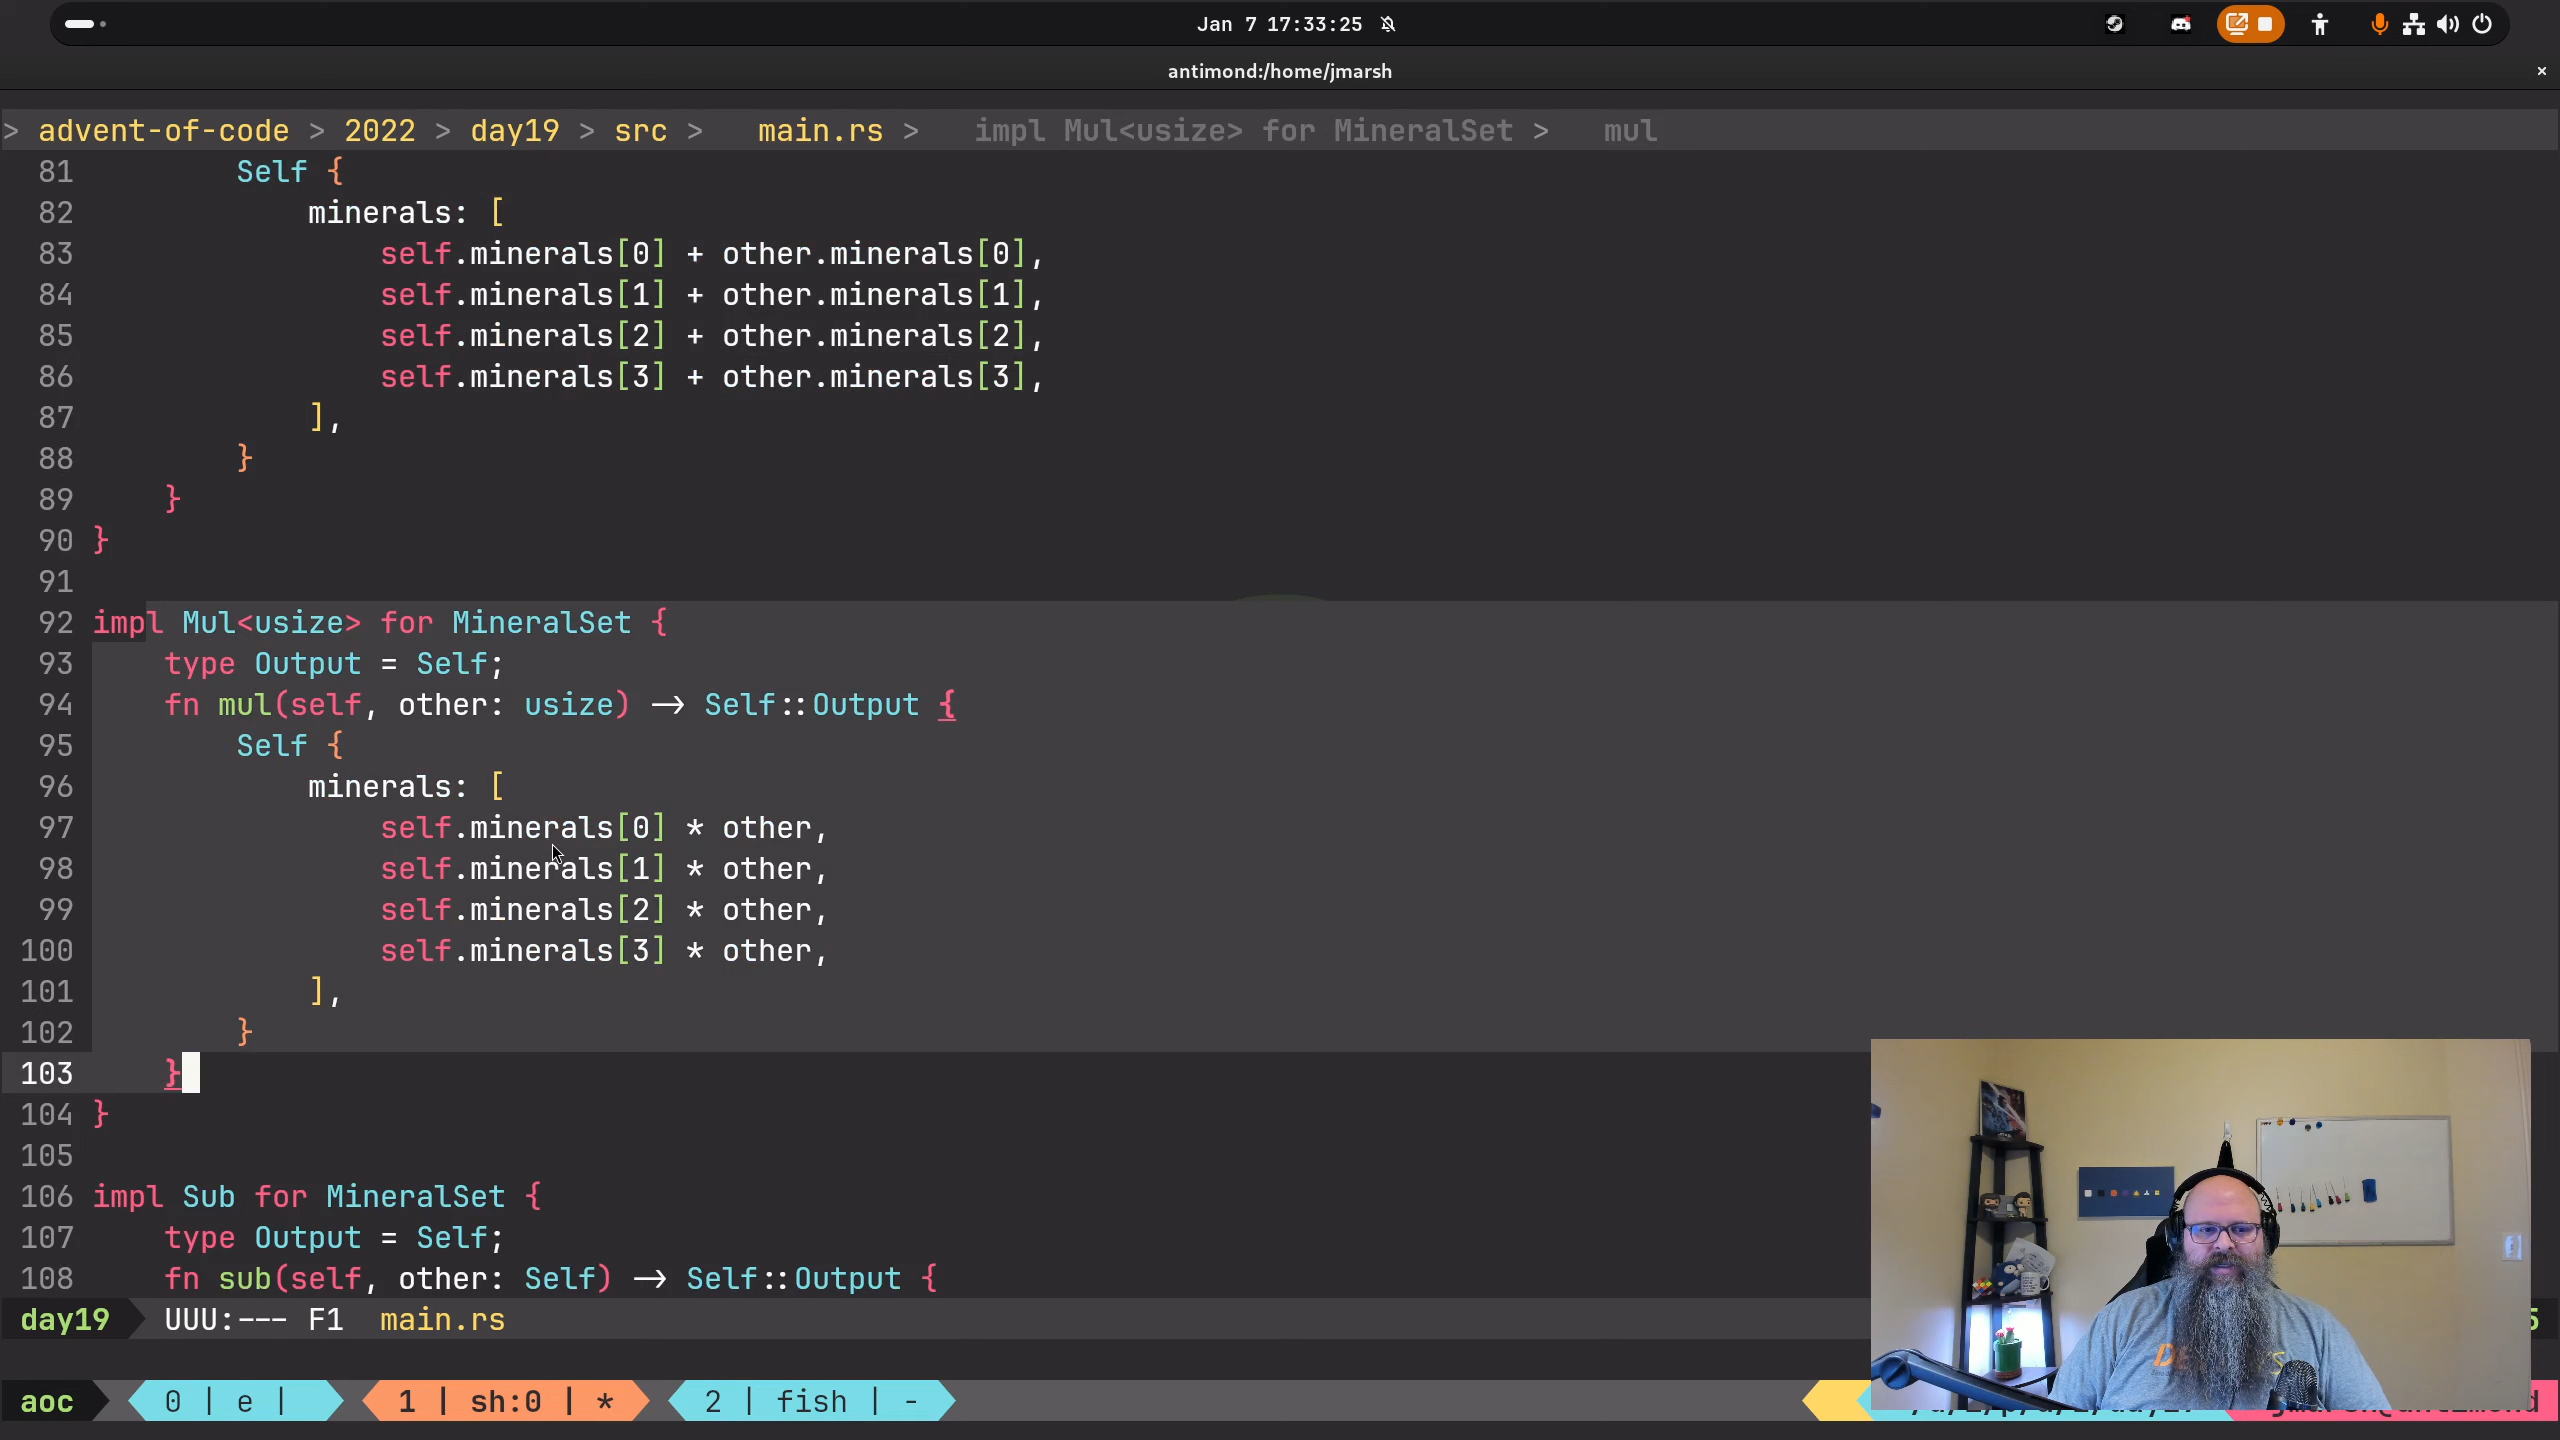 Jan 7 17:33:25
antimond:/home/jmarsh
> advent-of-code > 2022 > day19 > src > main.rs > impl Mul<usize> for MineralSet > mul
81 Self {
82 minerals: [
83 self.minerals[0] + other.minerals[0],
84 self.minerals[1] + other.minerals[1],
85 self.minerals[2] + other.minerals[2],
86 self.minerals[3] + other.minerals[3],
87 ],
88 }
89 }
90 }
91
92 impl Mul<usize> for MineralSet {
93 type Output = Self;
94 fn mul(self, other: usize) -> Self::Output {
95 Self {
96 minerals: [
97 self.minerals[0] * other,
98 self.minerals[1] * other,
99 self.minerals[2] * other,
100 self.minerals[3] * other,
101 ],
102 }
103 }
104 }
105
106 impl Sub for MineralSet {
107 type Output = Self;
108 fn sub(self, other: Self) -> Self::Output {
day19 UUU:--- F1 main.rs
aoc 0 | e | 1 | sh:0 | * 2 | fish | -